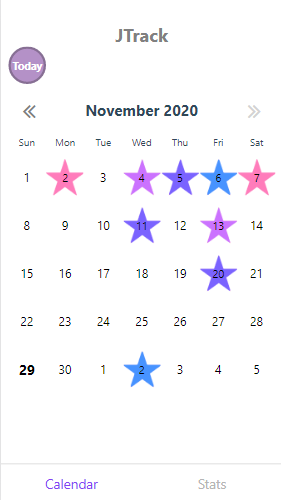 JTrack
Today
November 2020
Sun Mon Tue Wed Thu Fri Sat
1 2 3 4 5 6 7
8 9 10 11 12 13 14
15 16 17 18 19 20 21
22 23 24 25 26 27 28
29 30 1 2 3 4 5
Calendar Stats